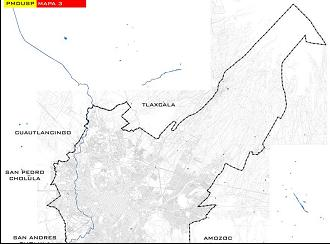 PMDUSP MAPA 3
TLAXCALA
CUAUTLANCINGO
SAN PEDRO
CHOLULA
SAN ANDRES
AMOZOC